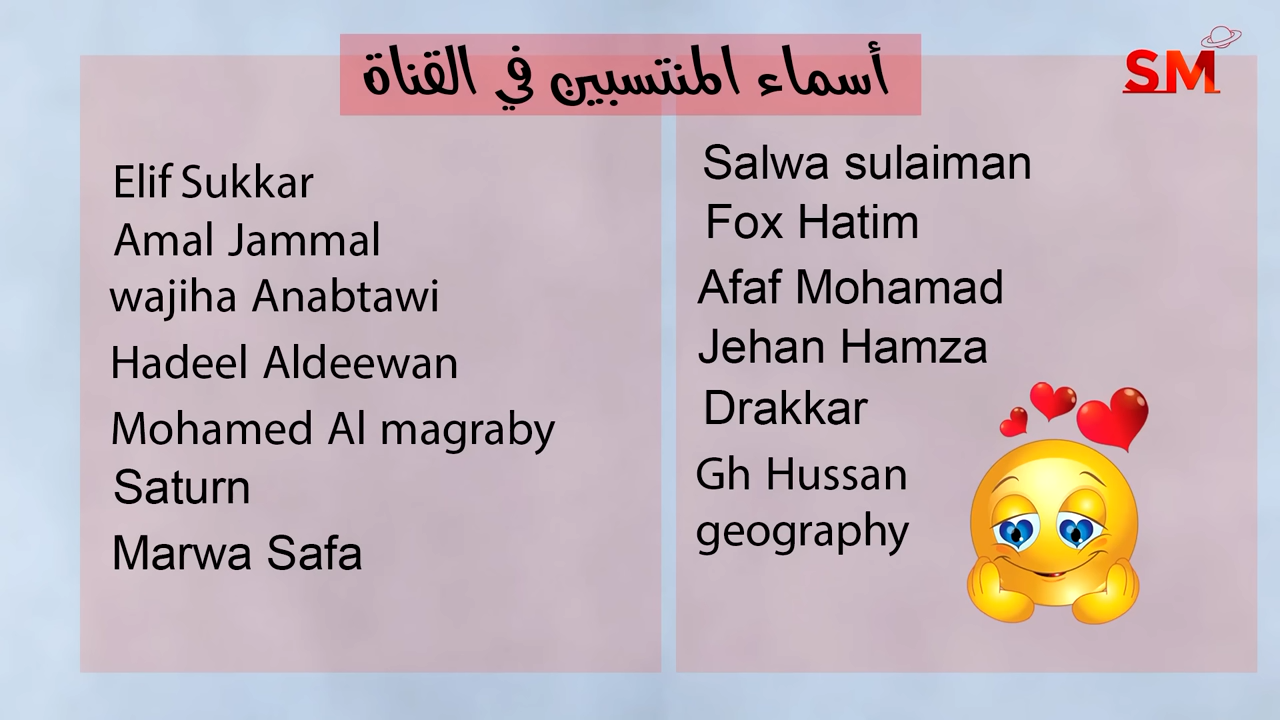 أسماء المنتسبين في القناة
SM
Elif Sukkar
Amal Jammal
wajiha Anabtawi
Hadeel Aldeewan
Mohamed Al magraby
Saturn
Marwa Safa
Salwa sulaiman
Fox Hatim
Afaf Mohamad
Jehan Hamza
Drakkar
Gh Hussan
geography